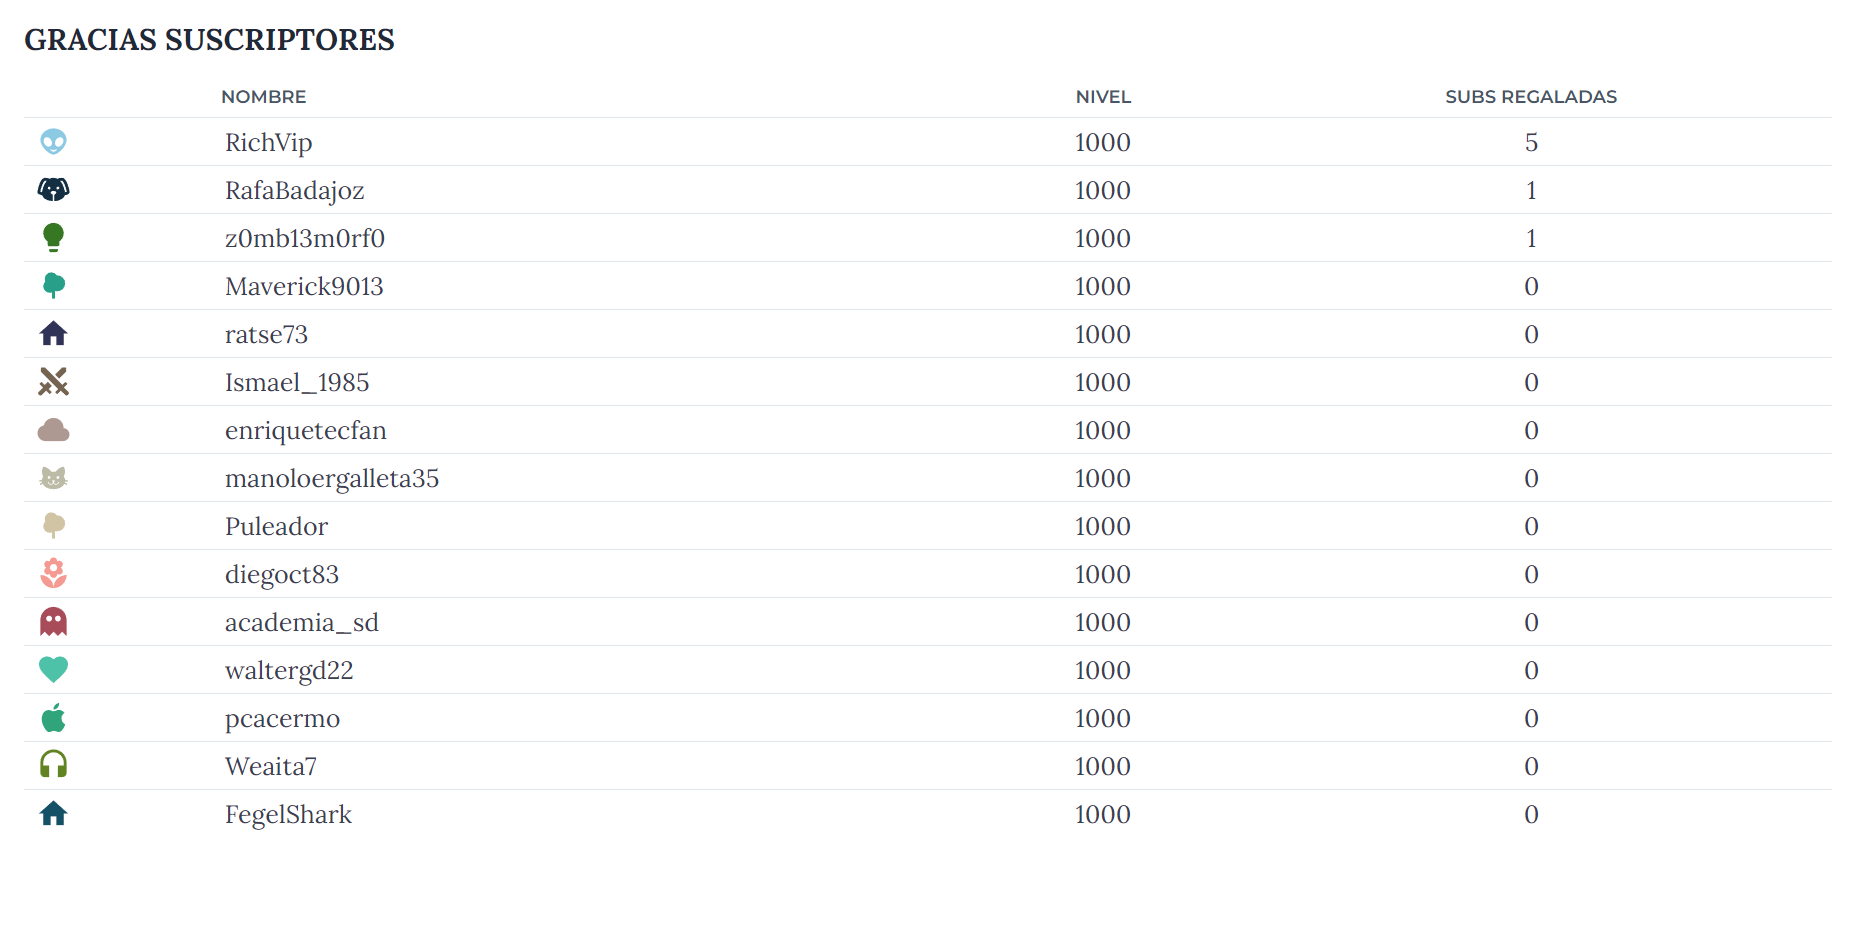 GRACIAS SUSCRIPTORES
NOMBRE NIVEL SUBS REGALADAS
RichVip 1000 5
RafaBadajoz 1000 1
z0mb13m0rf0 1000 1
Maverick9013 1000 0
ratse73 1000 0
Ismael_1985 1000 0
enriquetecfan 1000 0
manoloergalleta35 1000 0
Puleador 1000 0
diegoct83 1000 0
academia_sd 1000 0
waltergd22 1000 0
pcacermo 1000 0
Weaita7 1000 0
FegelShark 1000 0